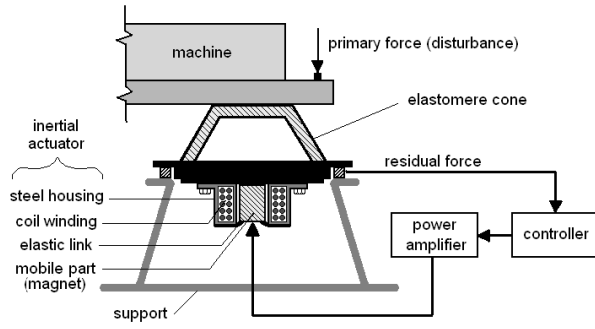 machine
primary force (disturbance)
elastomere cone
inertial
actuator
residual force
steel housing
coil winding
elastic link
mobile part
(magnet)
power
amplifier
controller
support